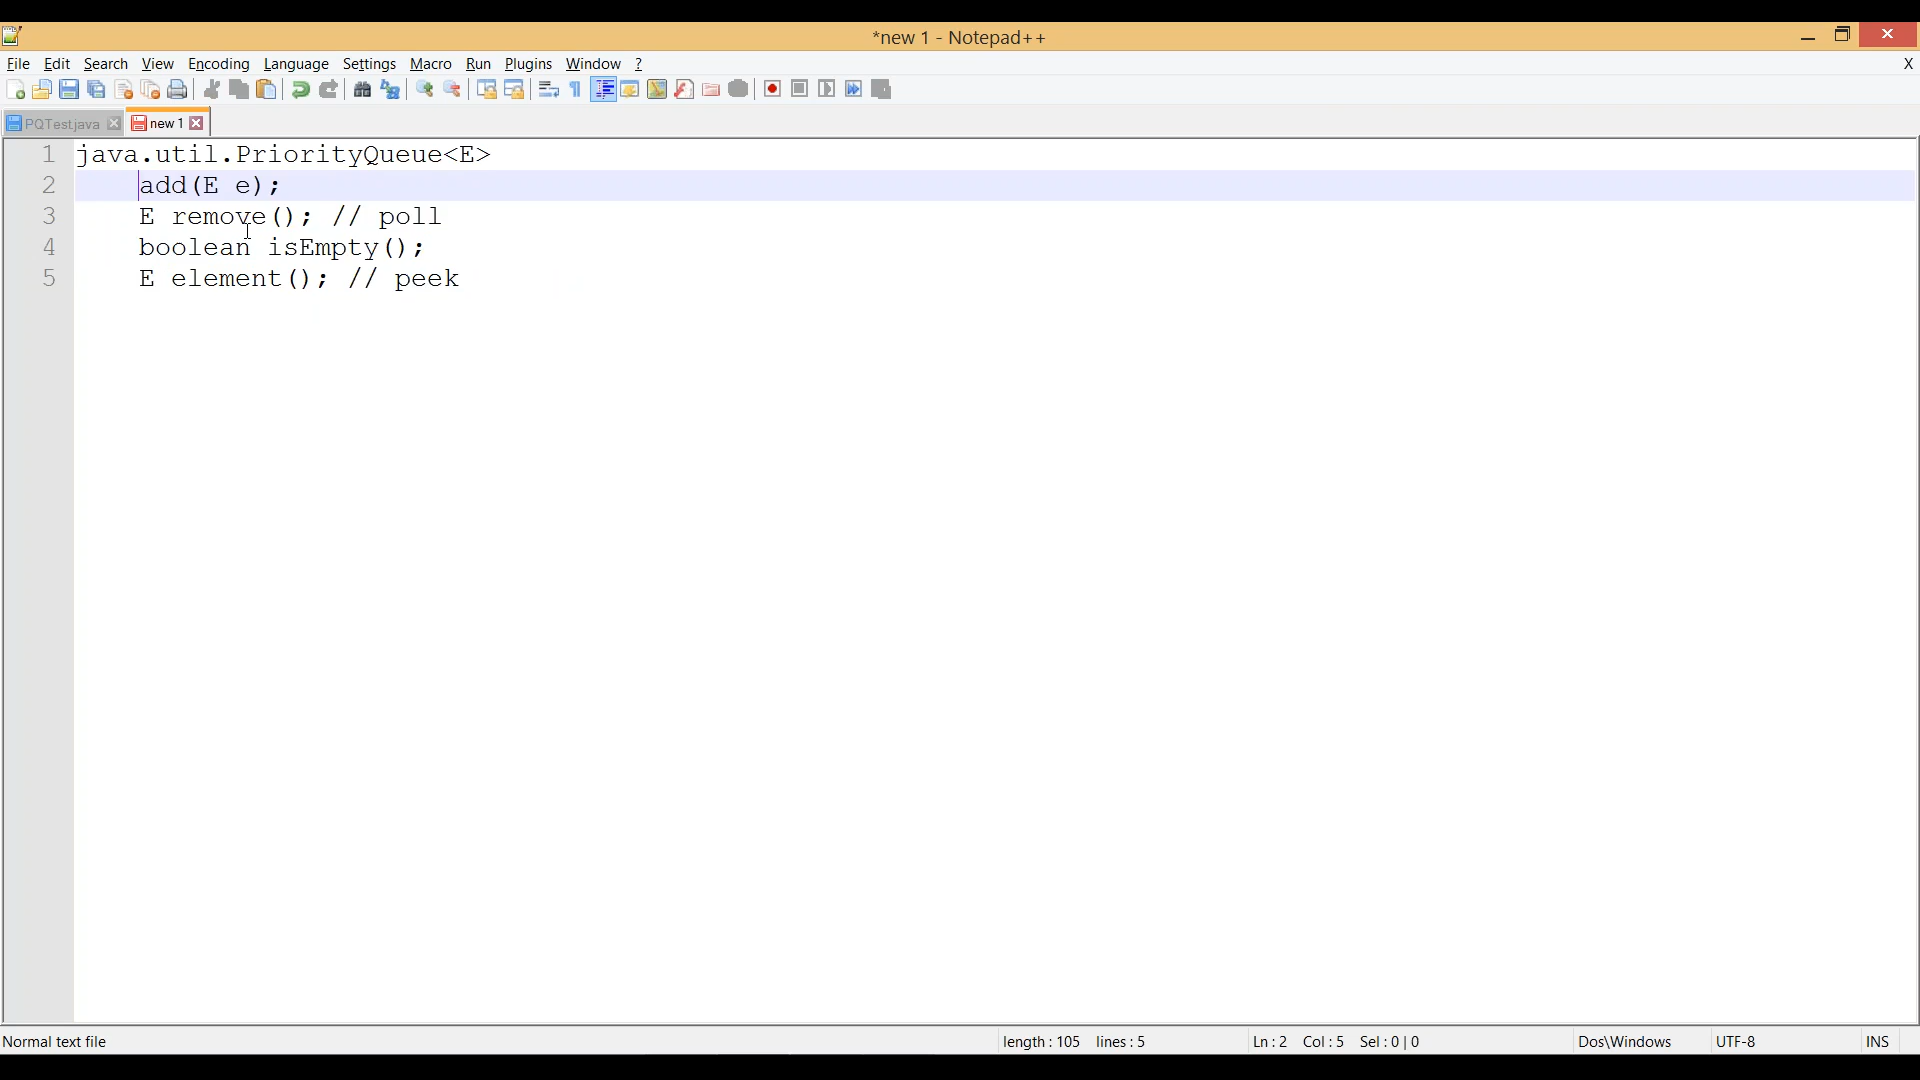 *new 1 - Notepad++
File Edit Search View Encoding Language Settings Macro Run Plugins Window ? X
PQTest.java new 1
1 java.util.PriorityQueue<E>
2 add(E e);
3 E remove(); // poll
4 boolean isEmpty();
5 E element(); // peek
Normal text file length : 105 lines : 5 Ln : 2 Col : 5 Sel : 0 | 0 Dos\Windows UTF-8 INS